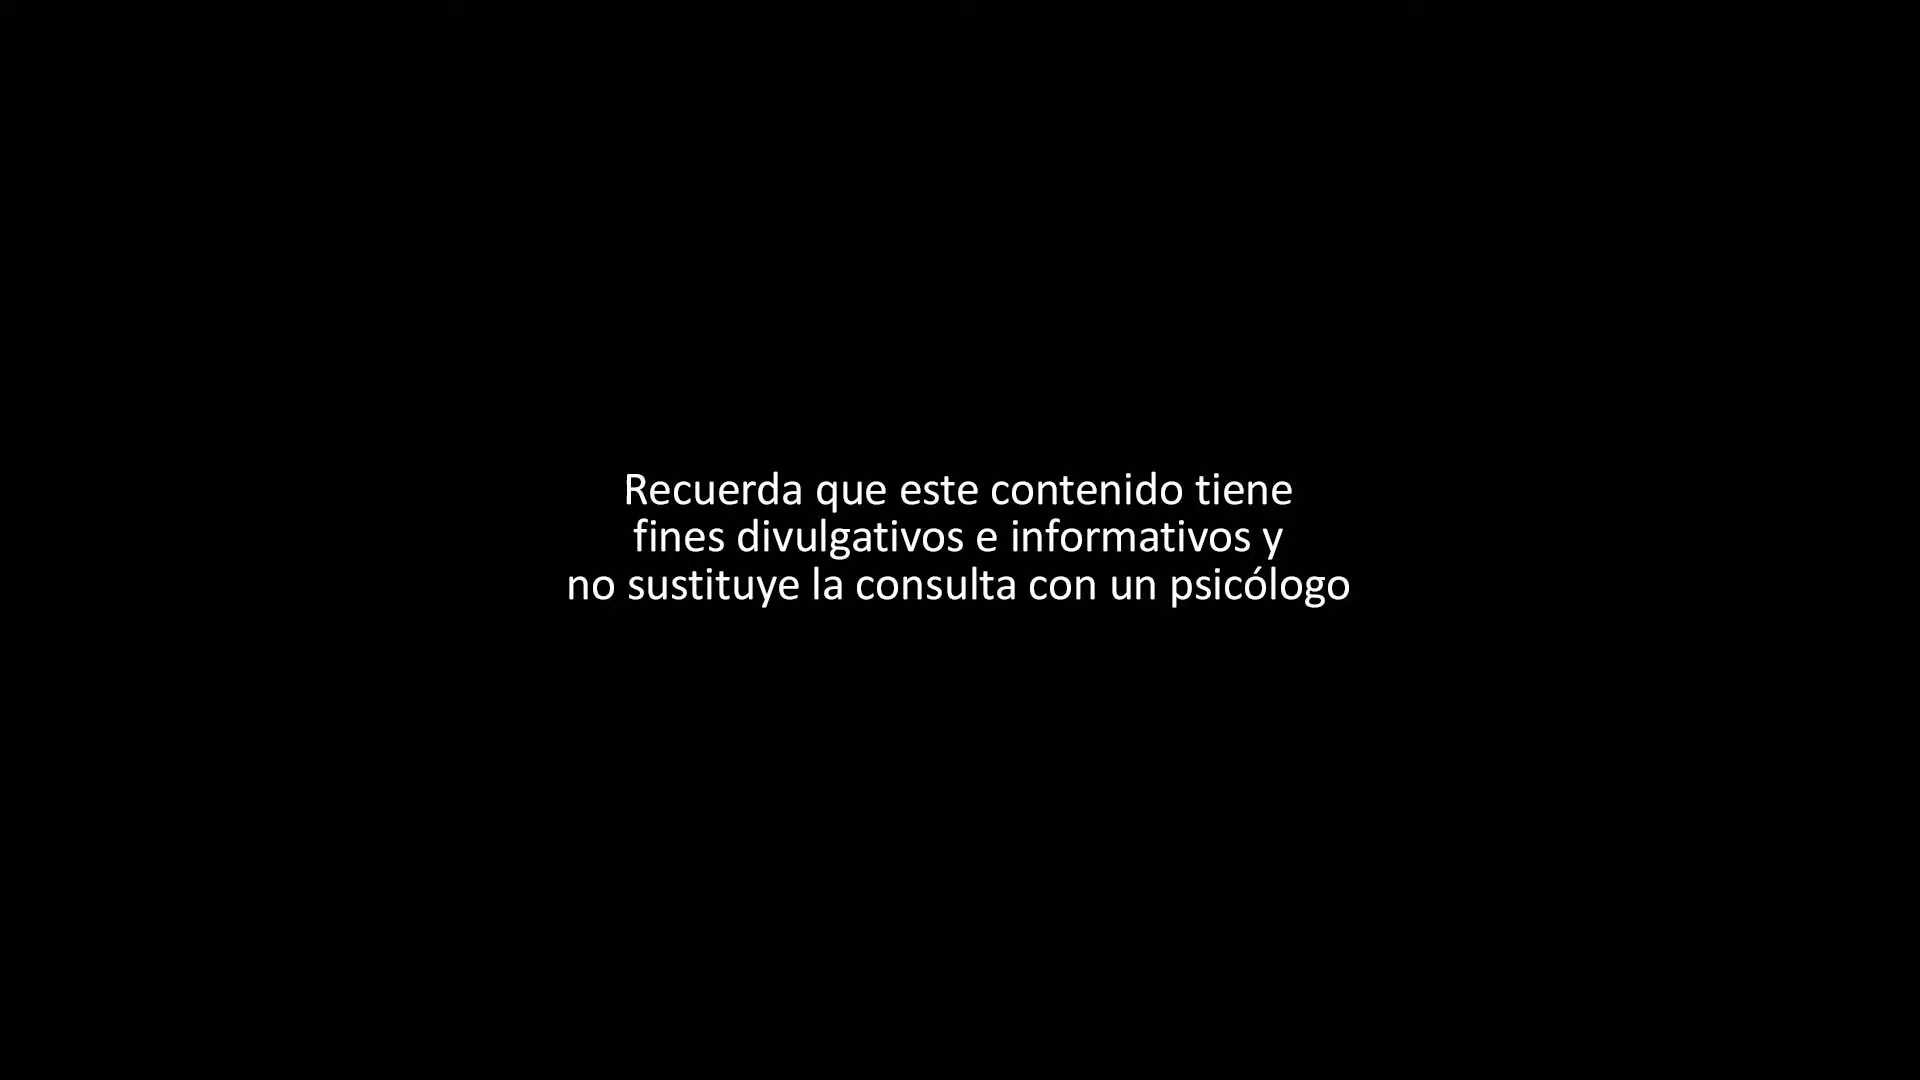 Recuerda que este contenido tiene
fines divulgativos e informativos y
no sustituye la consulta con un psicólogo